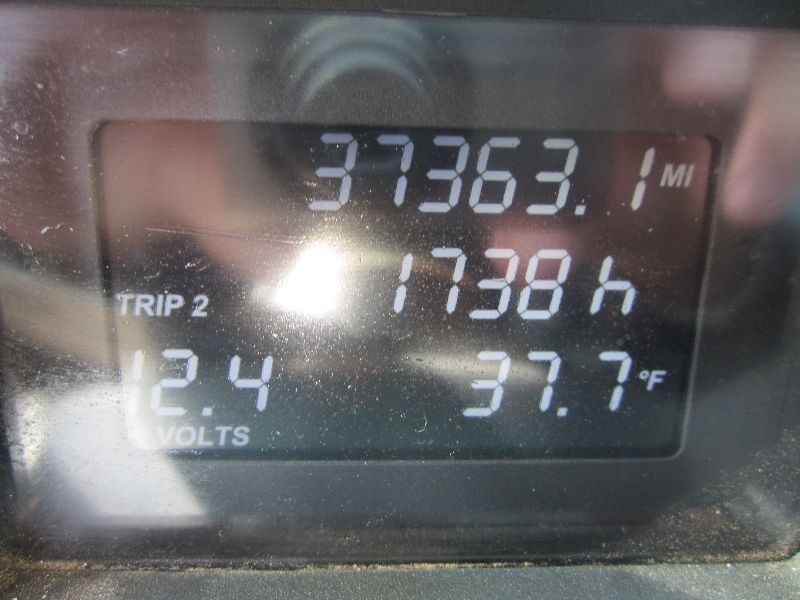 37363.1 MI
TRIP 2 1738 h
12.4 37.7 °F
VOLTS